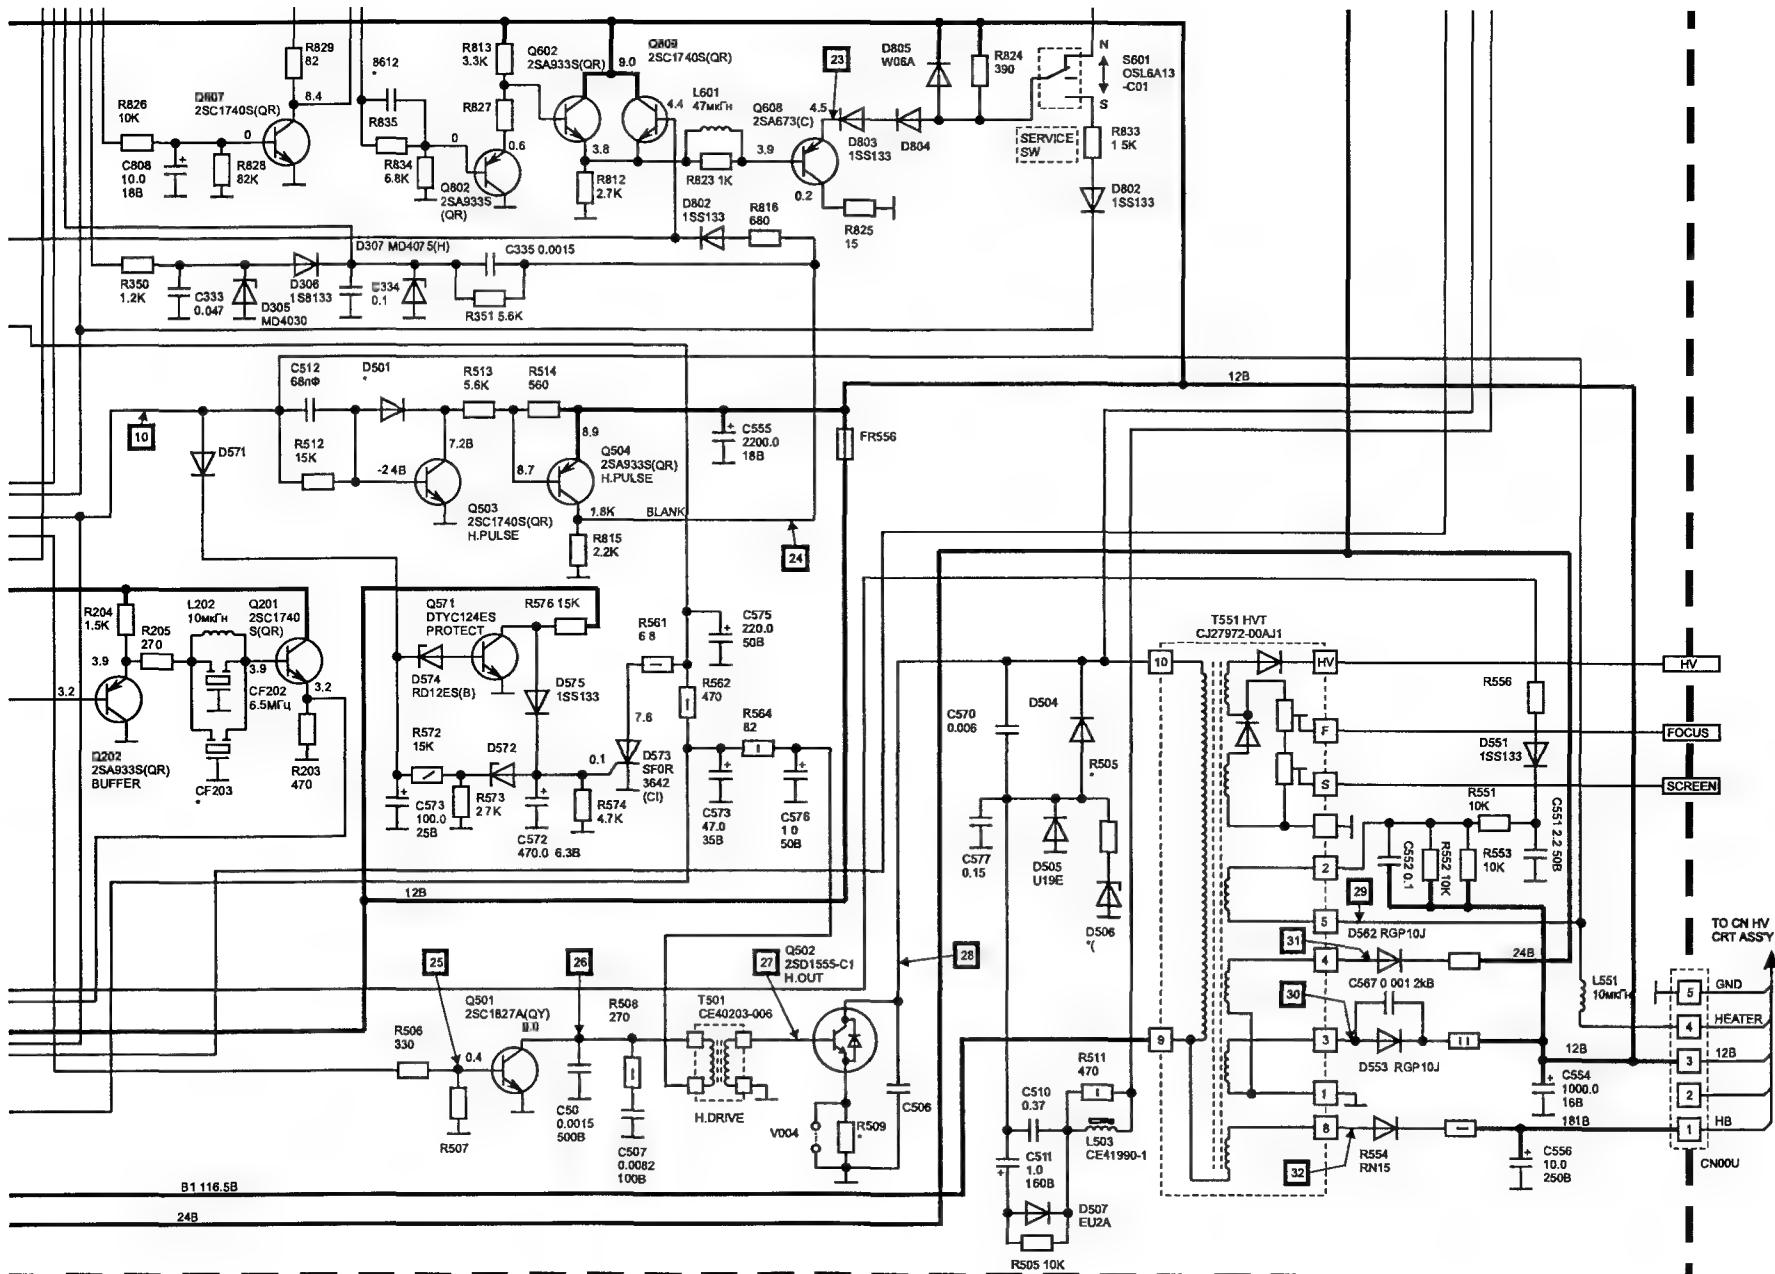 R829
82
8612
*
R813
3.3K
Q602
2SA933S(QR)
Q809
2SC1740S(QR)
9.0
23
D805
W06A
R824
390
N
S601
OSL6A13
-C01
S
R826
10K
D607
2SC1740S(QR)
8.4
R827
L601
47мкГн
4.4
Q608
2SA673(C)
4.5
D803
1SS133
D804
SERVICE
SW
R833
1 5K
R835
0
0
0.6
3.8
3.9
C808
10.0
18B
R828
82K
R834
6.8K
Q802
2SA933S
(QR)
R812
2.7K
R823 1K
0.2
D802
1SS133
R816
680
R825
15
D802
1SS133
D307 MD4075(H)
C335 0.0015
R350
1.2K
C333
0.047
D305
MD4030
D306
1S8133
C334
0.1
R351 5.6K
C512
68пФ
D501
*
R513
5.6K
R514
560
12B
10
R512
15K
D571
7.2B
-2 4B
8.9
8.7
Q504
2SA933S(QR)
H.PULSE
C555
2200.0
18B
FR556
Q503
2SC1740S(QR)
H.PULSE
1.8K
BLANK
R815
2.2K
24
R204
1.5K
L202
10мкГн
Q201
2SC1740
S(QR)
R205
270
Q571
DTYC124ES
PROTECT
R576 15K
R561
6 8
C575
220.0
50B
T551 HVT
CJ27972-00AJ1
3.9
3.9
3.2
3.2
CF202
6.5МГц
D574
RD12ES(B)
D575
1SS133
R562
470
10
HV
HV
R556
Q202
2SA933S(QR)
BUFFER
CF203
*
R203
470
R572
15K
D572
7.6
0.1
D573
SF0R
3642
(CI)
R564
82
C570
0.006
D504
R505
*
F
FOCUS
D551
1SS133
S
SCREEN
C573
100.0
25B
R573
2 7K
C572
470.0 6.3B
R574
4.7K
C573
47.0
35B
C576
1 0
50B
C577
0.15
D505
U19E
D506
*(
R551
10K
C551 2.2 50B
C552 0.1
R552 10K
R553
10K
2
29
5
D562 RGP10J
12B
25
26
27
Q502
2SD1555-C1
H.OUT
28
31
4
24B
TO CN HV
CRT ASS'Y
C567 0 001 2kB
L551
10мкГн
5
GND
30
4
HEATER
Q501
2SC1827A(QY)
R508
270
T501
CE40203-006
R506
330
0.4
9
3
D553 RGP10J
12B
3
12B
R507
C50
0.0015
500B
C507
0.0082
100B
H.DRIVE
V004
R509
*
C506
C510
0.37
R511
470
1
C554
1000.0
16B
2
C511
1.0
160B
L503
CE41990-1
8
32
R554
RN15
181B
1
HB
C556
10.0
250B
CN00U
B1 116.5B
24B
D507
EU2A
R505 10K